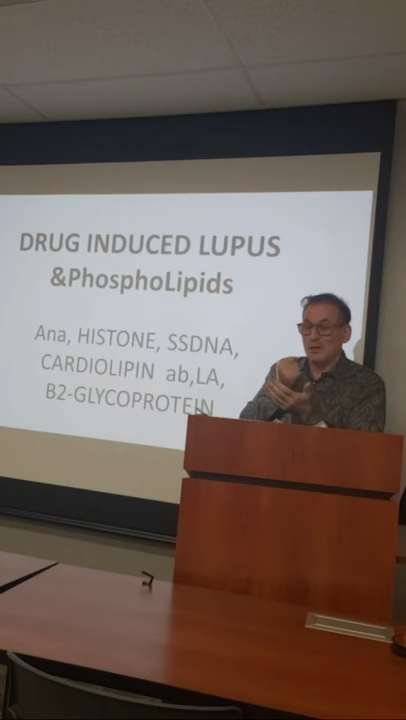 DRUG INDUCED LUPUS
&PhosphoLipids
Ana, HISTONE, SSDNA,
CARDIOLIPIN ab,LA,
B2-GLYCOPROTEIN